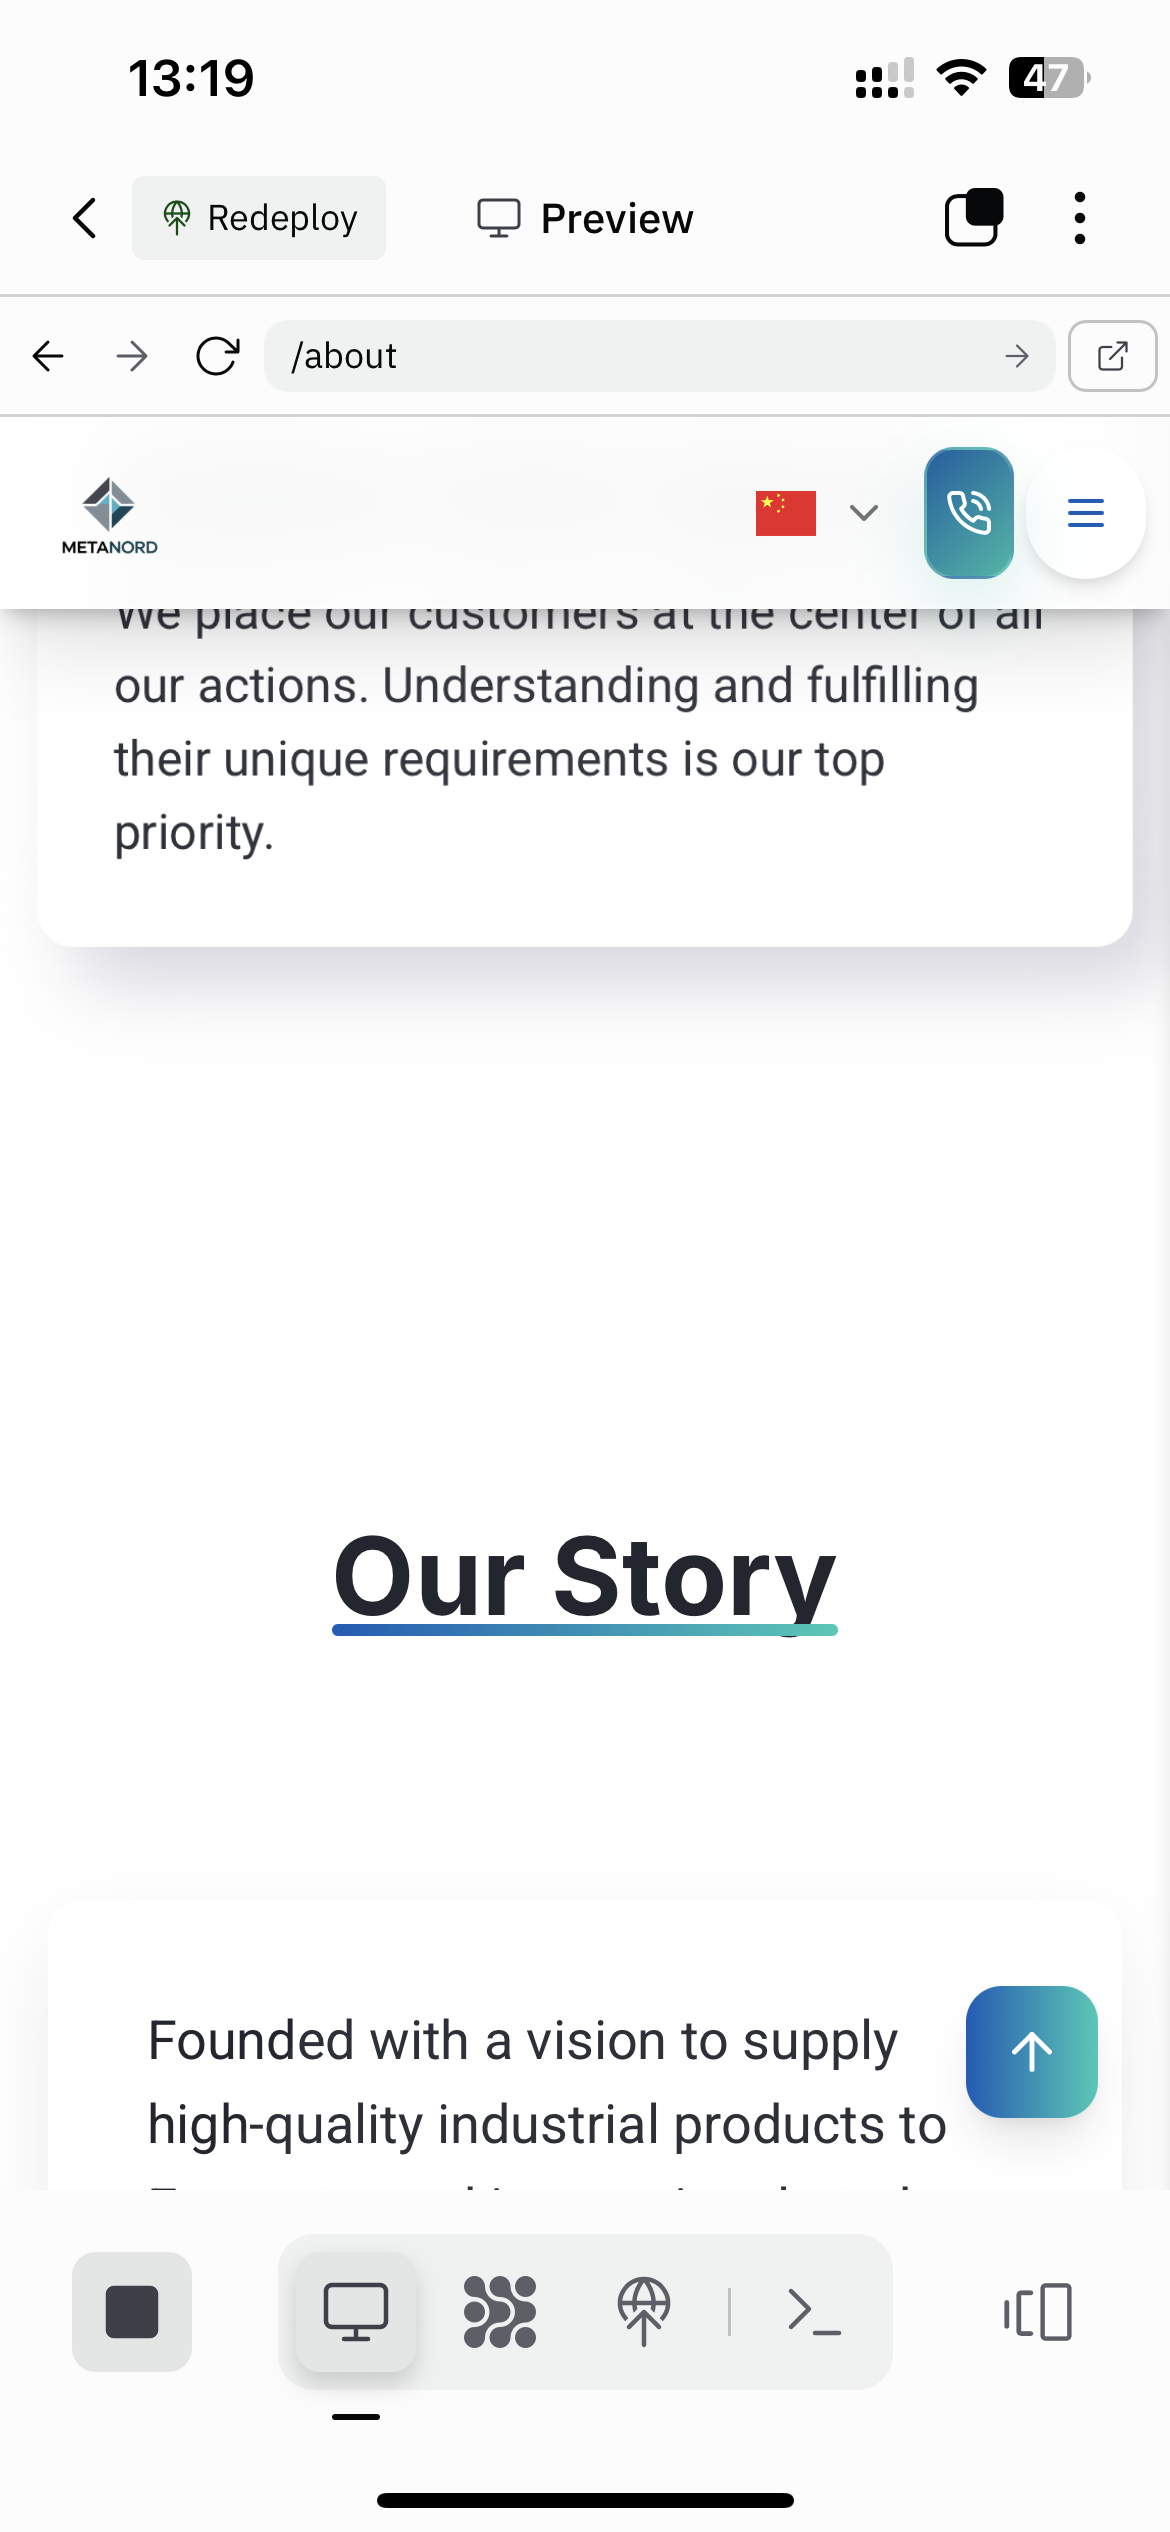 13:19
47
Redeploy
Preview
/about
METANORD
We place our customers at the center of all
our actions. Understanding and fulfilling
their unique requirements is our top
priority.
Our Story
Founded with a vision to supply
high-quality industrial products to